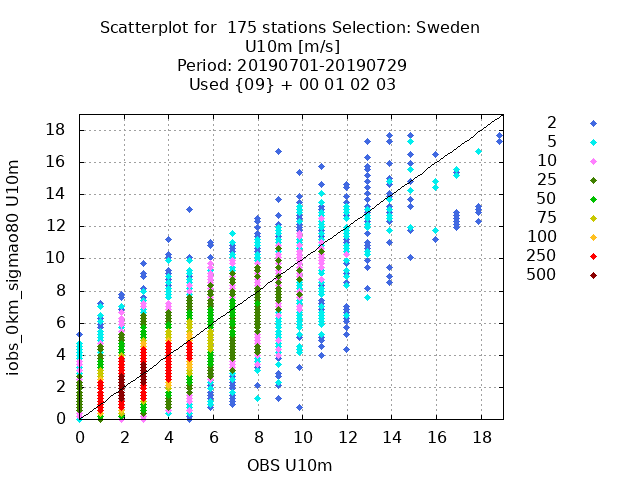 Scatterplot for  175 stations Selection: Sweden
U10m [m/s]
Period: 20190701-20190729
Used {09} + 00 01 02 03
iobs_0km_sigmao80 U10m
18
16
14
12
10
8
6
4
2
0
0 2 4 6 8 10 12 14 16 18
OBS U10m
2
5
10
25
50
75
100
250
500